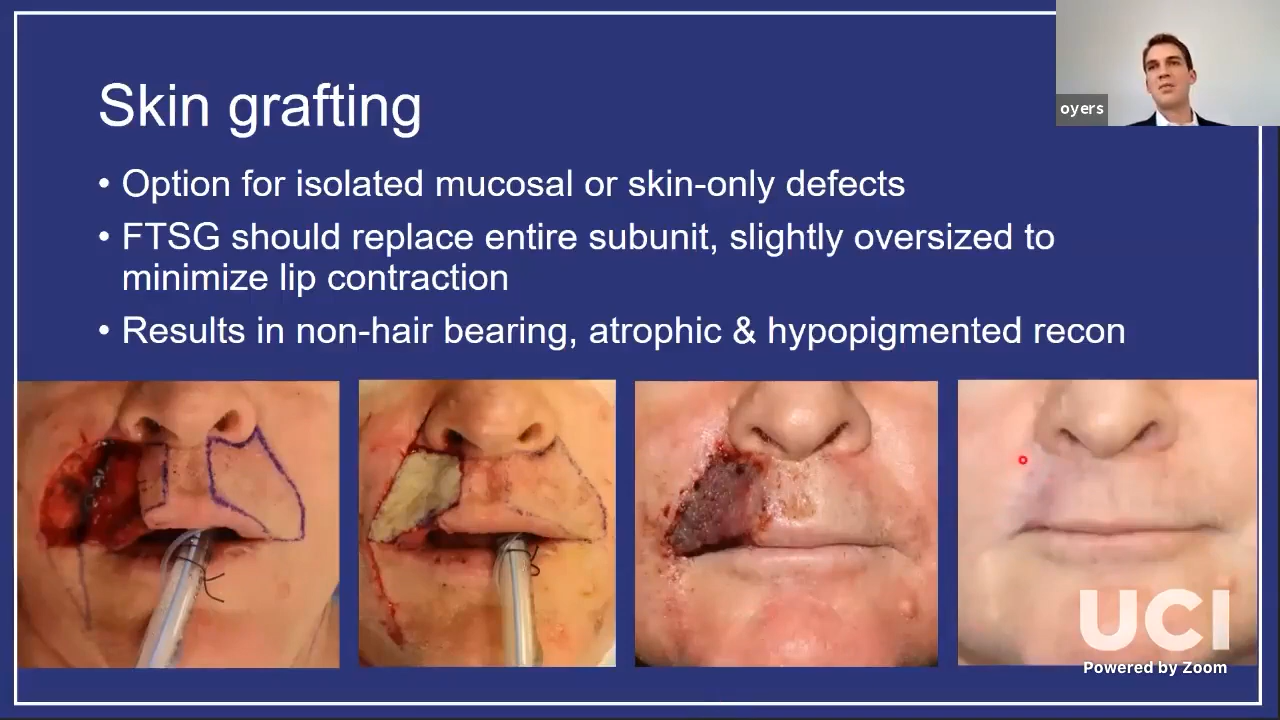 Skin grafting
oyers
• Option for isolated mucosal or skin-only defects
• FTSG should replace entire subunit, slightly oversized to
minimize lip contraction
• Results in non-hair bearing, atrophic & hypopigmented recon
UCI
Powered by Zoom